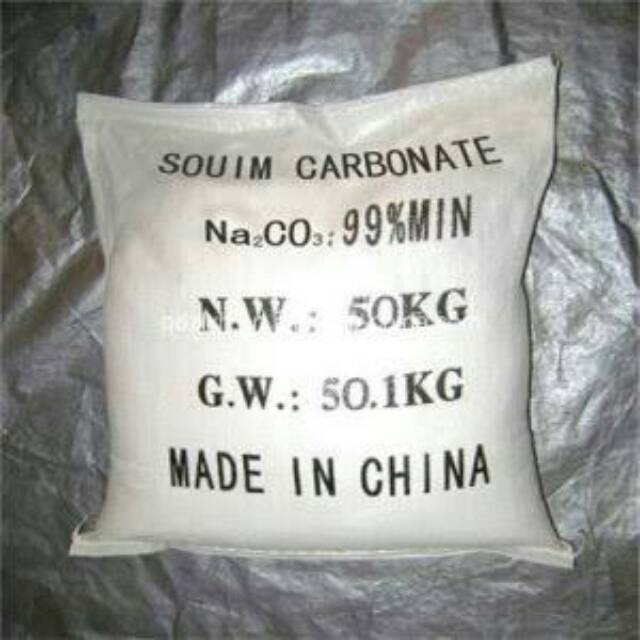 SOUIM CARBONATE
Na₂CO₃: 99%MIN
N.W.: 50KG
G.W.: 50.1KG
MADE IN CHINA